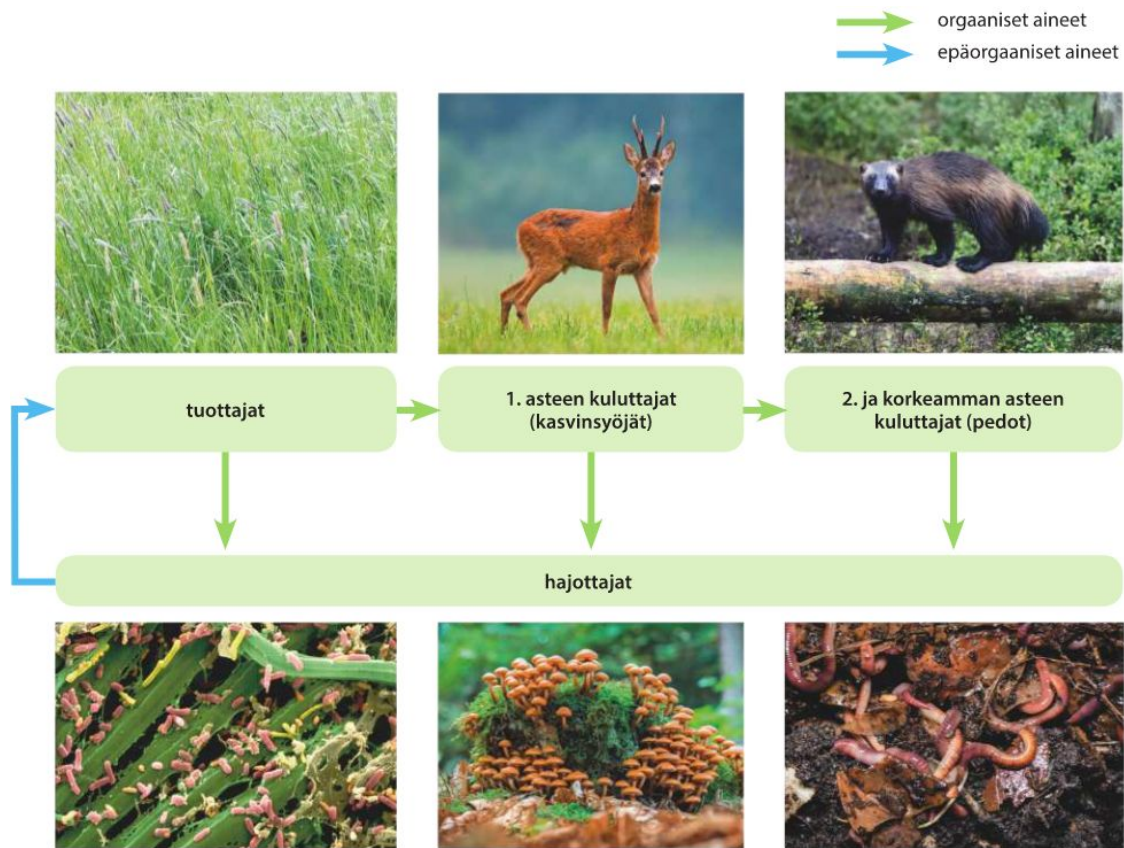 orgaaniset aineet
epäorgaaniset aineet
tuottajat
1. asteen kuluttajat
(kasvinsyöjät)
2. ja korkeamman asteen
kuluttajat (pedot)
hajottajat